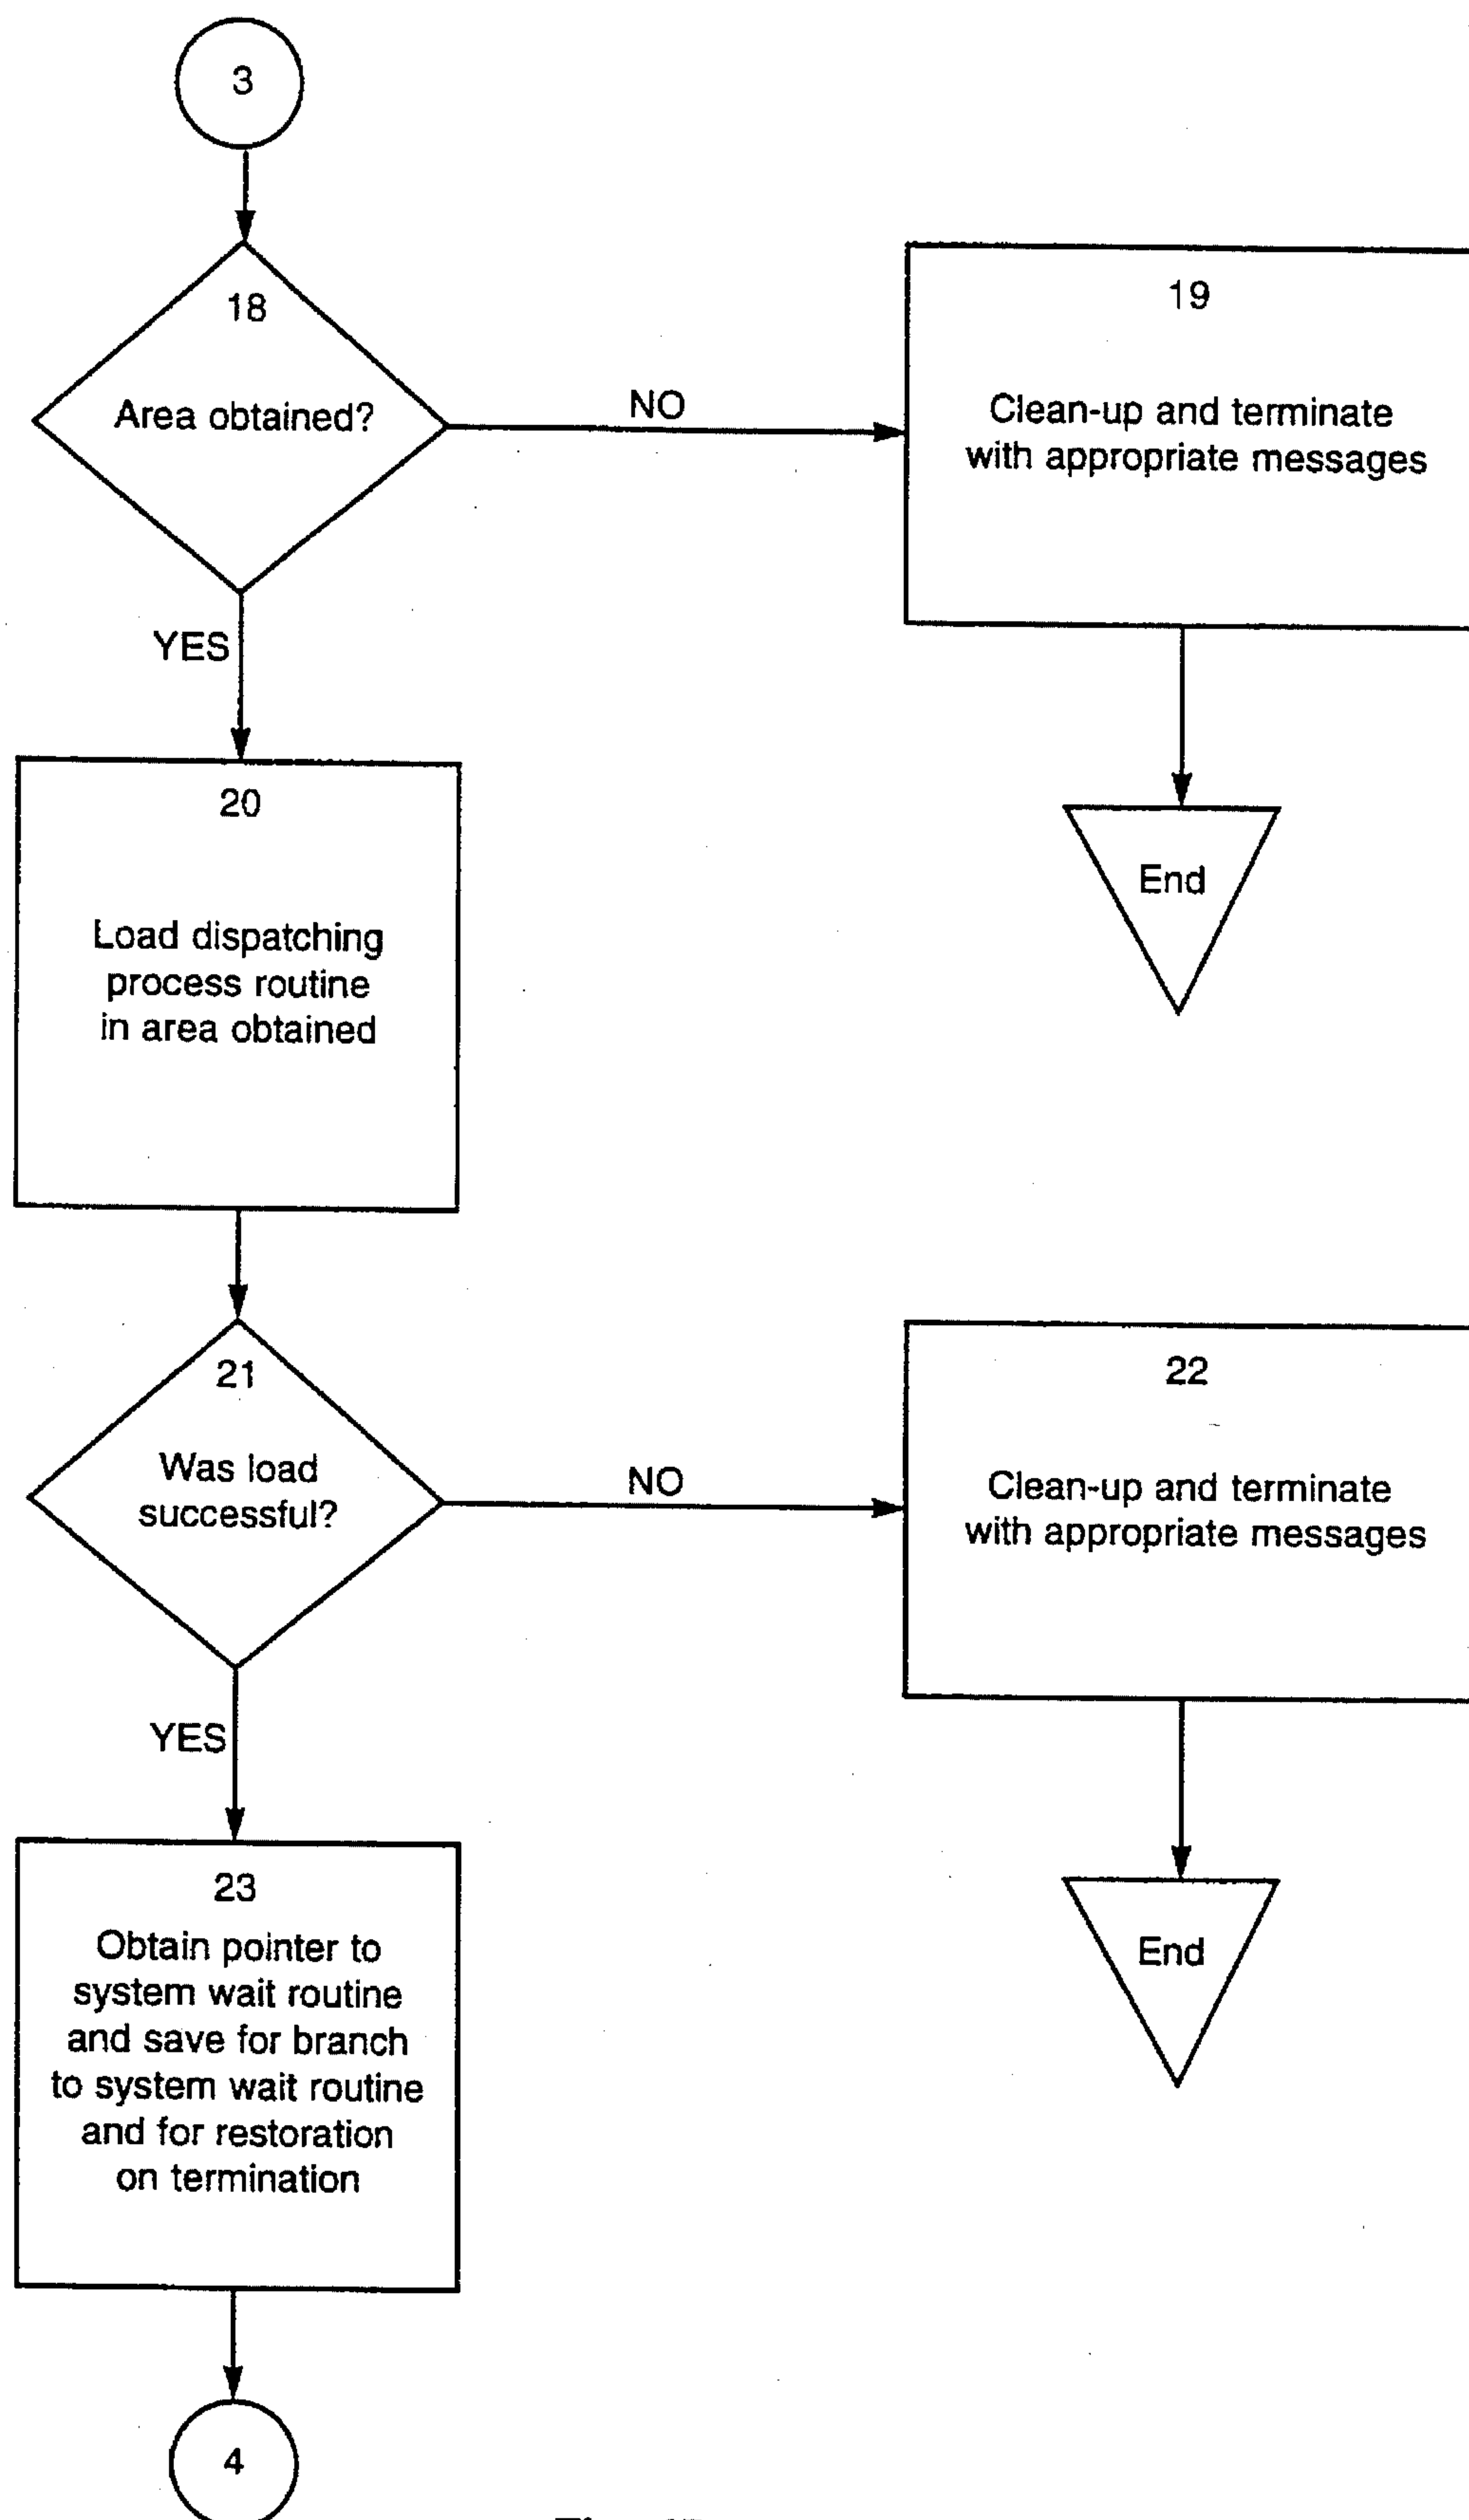 3
18
Area obtained?
NO
19
Clean-up and terminate
with appropriate messages
YES
End
20
Load dispatching
process routine
in area obtained
21
Was load
successful?
NO
22
Clean-up and terminate
with appropriate messages
YES
End
23
Obtain pointer to
system wait routine
and save for branch
to system wait routine
and for restoration
on termination
4